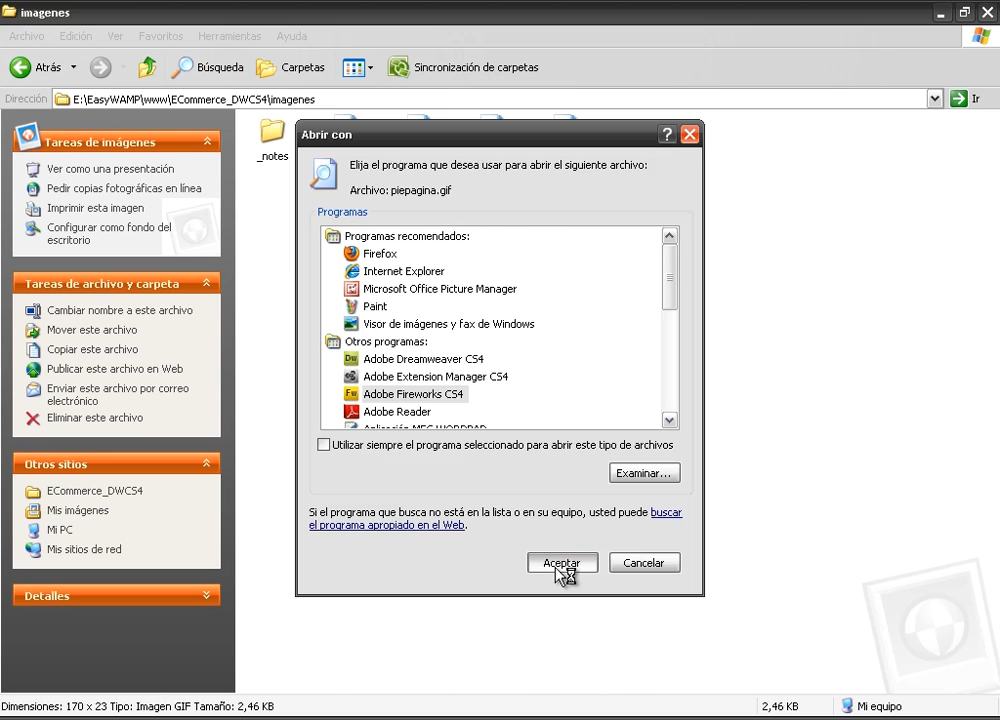 imagenes
Archivo Edición Ver Favoritos Herramientas Ayuda
Atrás Búsqueda Carpetas Sincronización de carpetas
Dirección E:\EasyWAMP\www\ECommerce_DWCS4\imagenes Ir
Tareas de imágenes
Ver como una presentación
Pedir copias fotográficas en línea
Imprimir esta imagen
Configurar como fondo del
escritorio
Tareas de archivo y carpeta
Cambiar nombre a este archivo
Mover este archivo
Copiar este archivo
Publicar este archivo en Web
Enviar este archivo por correo
electrónico
Eliminar este archivo
Otros sitios
ECommerce_DWCS4
Mis imágenes
Mi PC
Mis sitios de red
Detalles
_notes
Abrir con
Elija el programa que desea usar para abrir el siguiente archivo:
Archivo: piepagina.gif
Programas
Programas recomendados:
Firefox
Internet Explorer
Microsoft Office Picture Manager
Paint
Visor de imágenes y fax de Windows
Otros programas:
Dw Adobe Dreamweaver CS4
Adobe Extension Manager CS4
Fw Adobe Fireworks CS4
Adobe Reader
Aplicación MFC WORDPAD
Utilizar siempre el programa seleccionado para abrir este tipo de archivos
Examinar...
Si el programa que busca no está en la lista o en su equipo, usted puede buscar
el programa apropiado en el Web.
Aceptar Cancelar
Dimensiones: 170 x 23 Tipo: Imagen GIF Tamaño: 2,46 KB 2,46 KB Mi equipo